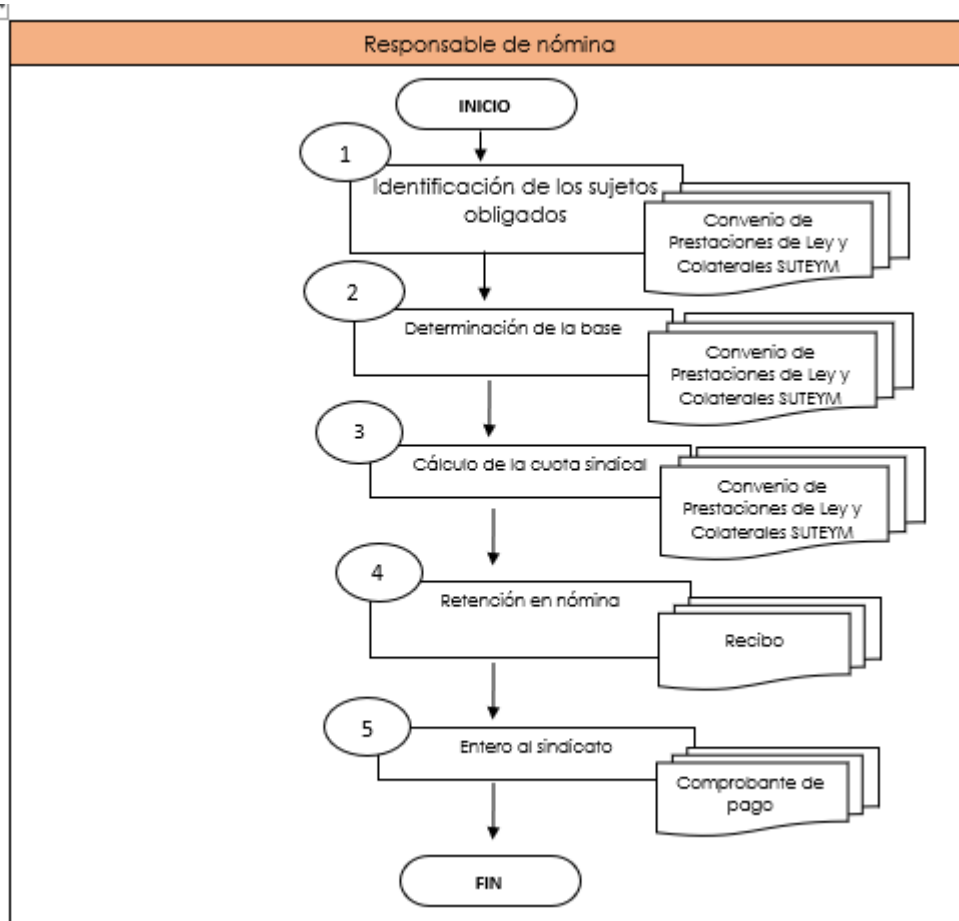 Responsable de nómina
INICIO
1
Identificación de los sujetos
obligados
Convenio de
Prestaciones de Ley y
Colaterales SUTEYM
2
Determinación de la base
Convenio de
Prestaciones de Ley y
Colaterales SUTEYM
3
Cálculo de la cuota sindical
Convenio de
Prestaciones de Ley y
Colaterales SUTEYM
4
Retención en nómina
Recibo
5
Entero al sindicato
Comprobante de
pago
FIN